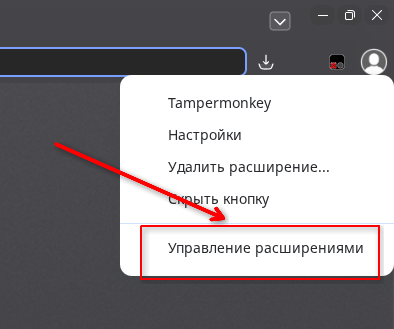 Tampermonkey
Настройки
Удалить расширение...
Скрыть кнопку
Управление расширениями